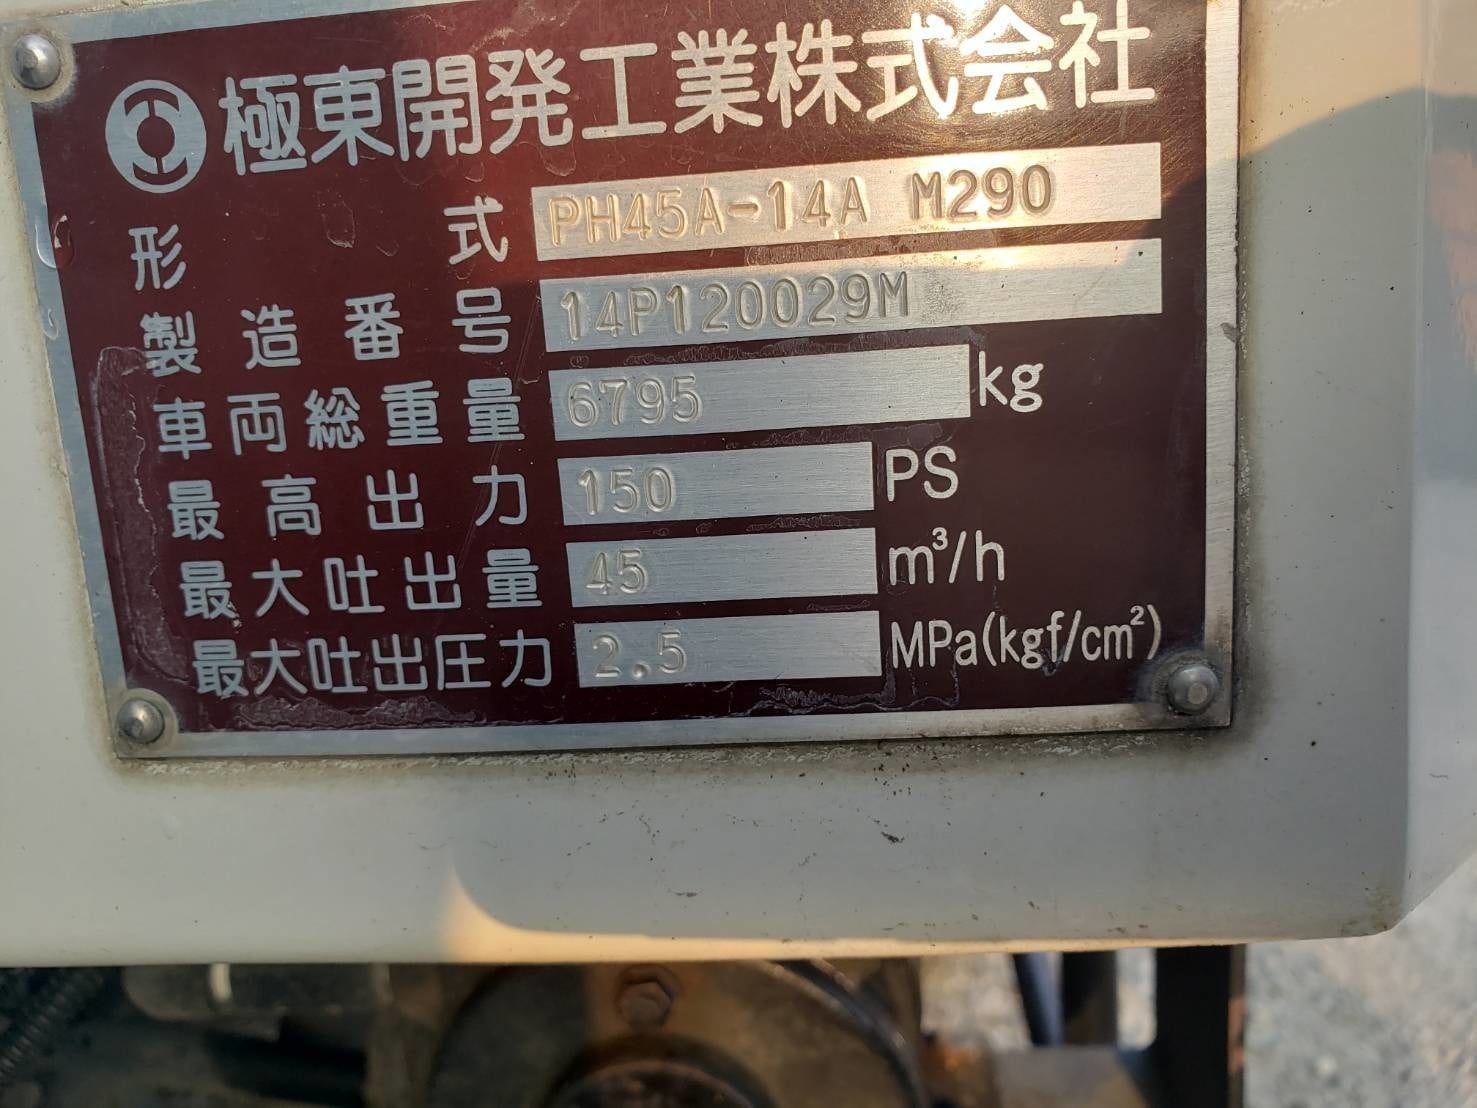 極東開発工業株式会社
形式 PH45A-14A M290
製造番号 14P120029M
車両総重量 6795 kg
最高出力 150 PS
最大吐出量 45 m³/h
最大吐出圧力 2.5 MPa(kgf/cm²)